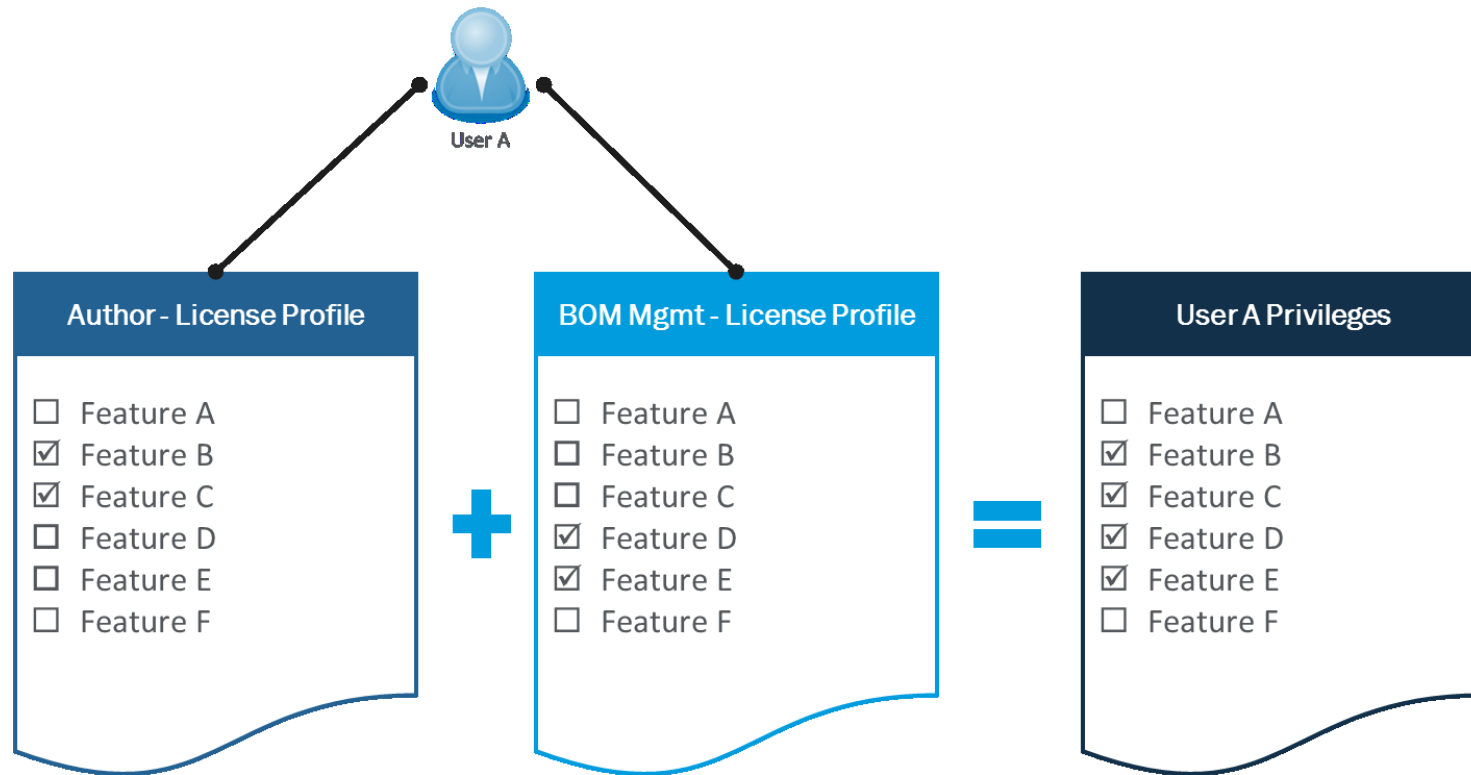 User A
Author - License Profile
☐ Feature A
☑ Feature B
☑ Feature C
☐ Feature D
☐ Feature E
☐ Feature F
+
BOM Mgmt - License Profile
☐ Feature A
☐ Feature B
☐ Feature C
☑ Feature D
☑ Feature E
☐ Feature F
=
User A Privileges
☐ Feature A
☑ Feature B
☑ Feature C
☑ Feature D
☑ Feature E
☐ Feature F